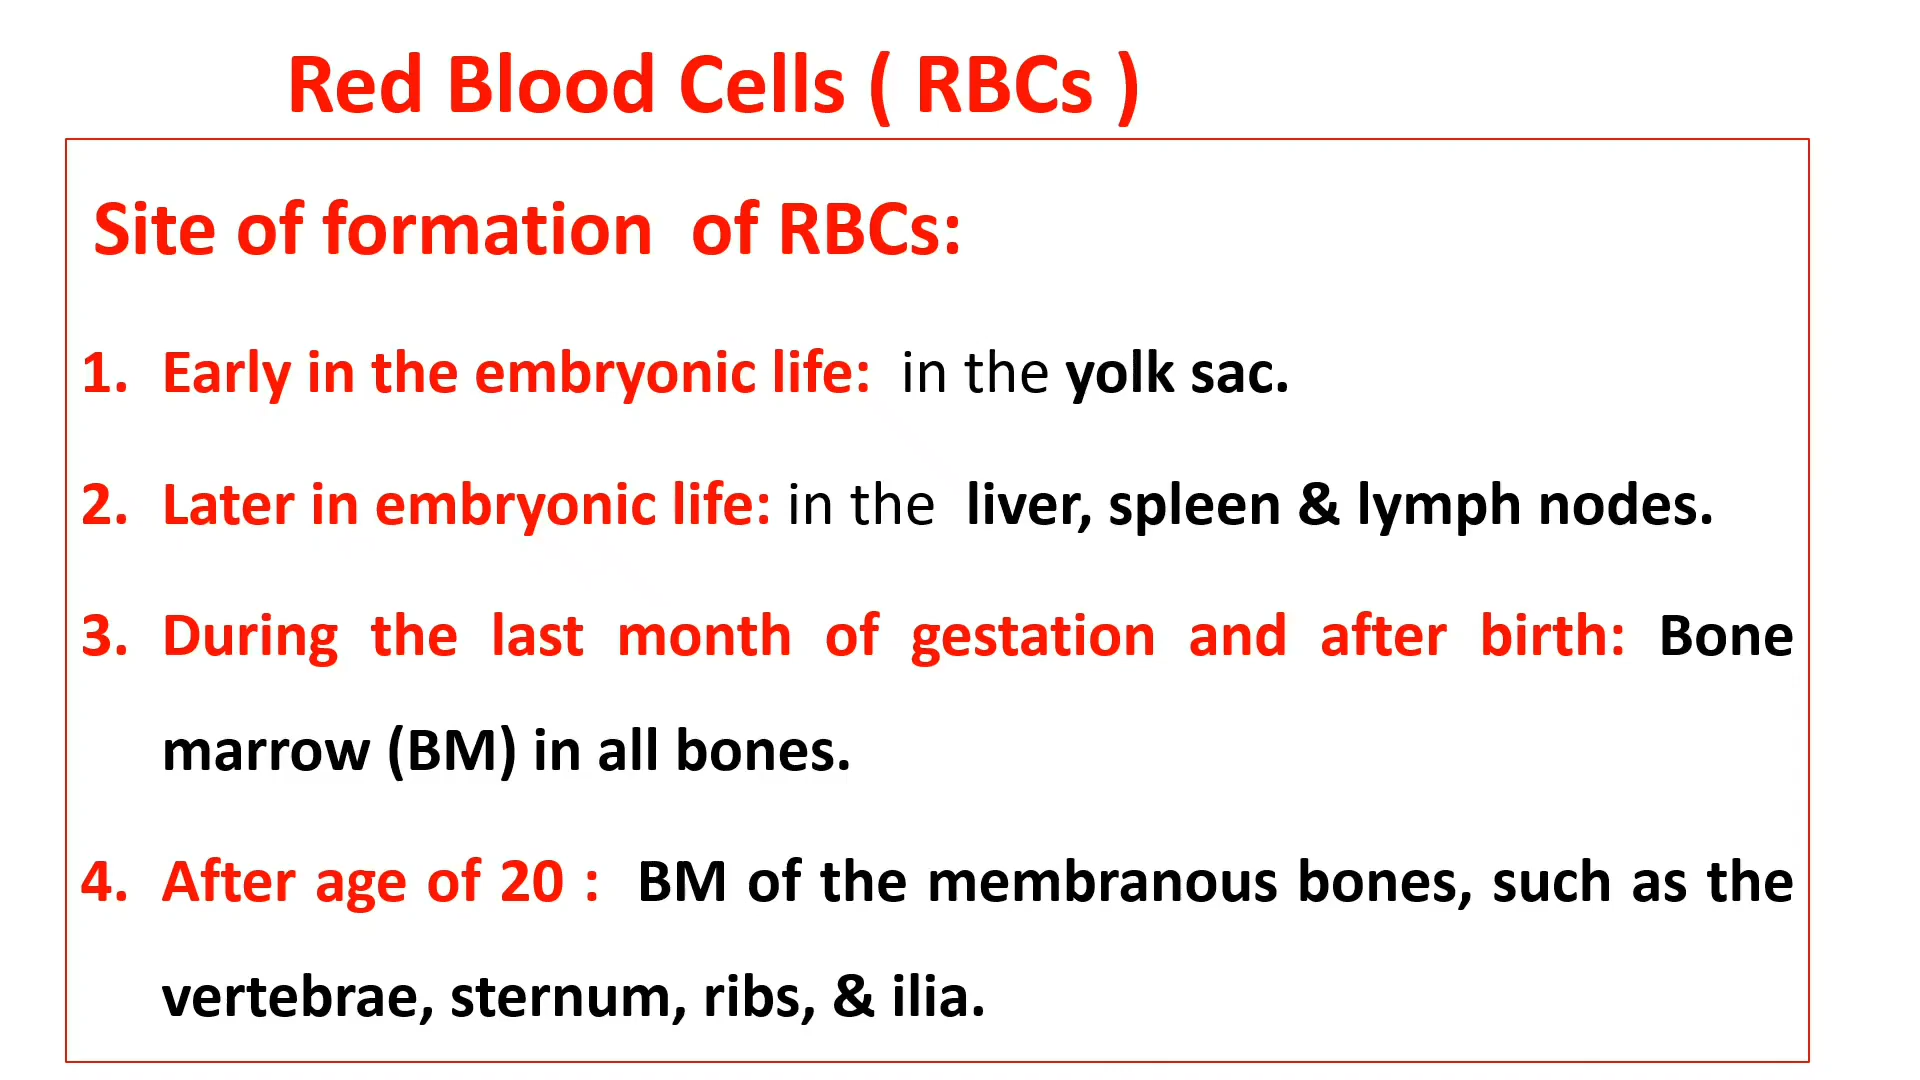 Red Blood Cells ( RBCs )
Site of formation  of RBCs:
1. Early in the embryonic life:  in the yolk sac.
2. Later in embryonic life: in the  liver, spleen & lymph nodes.
3. During the last month of gestation and after birth: Bone
marrow (BM) in all bones.
4. After age of 20 :  BM of the membranous bones, such as the
vertebrae, sternum, ribs, & ilia.